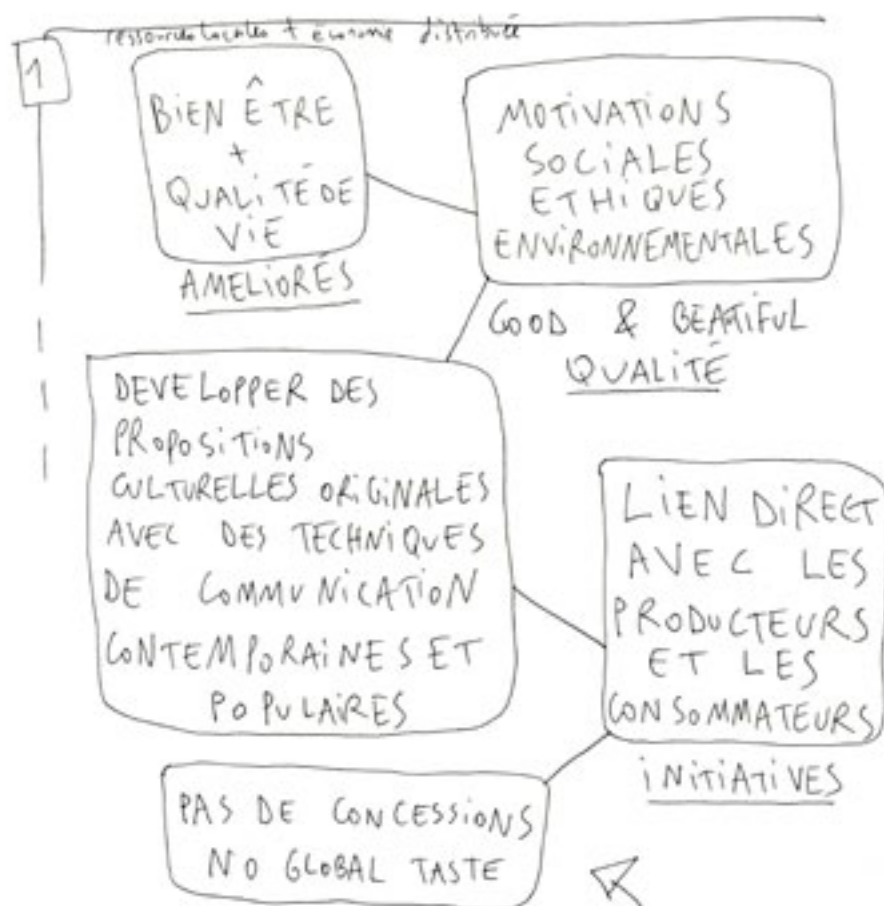 ressources locales + économie distribuée
1
BIEN ÊTRE
+
QUALITÉ DE
VIE
AMELIORÉS
MOTIVATIONS
SOCIALES
ETHIQUES
ENVIRONNEMENTALES
GOOD & BEATIFUL
QUALITÉ
DEVELOPPER DES
PROPOSITIONS
CULTURELLES ORIGINALES
AVEC DES TECHNIQUES
DE COMMUNICATION
CONTEMPORAINES ET
POPULAIRES
LIEN DIRECT
AVEC LES
PRODUCTEURS
ET LES
CONSOMMATEURS
INITIATIVES
PAS DE CONCESSIONS
NO GLOBAL TASTE